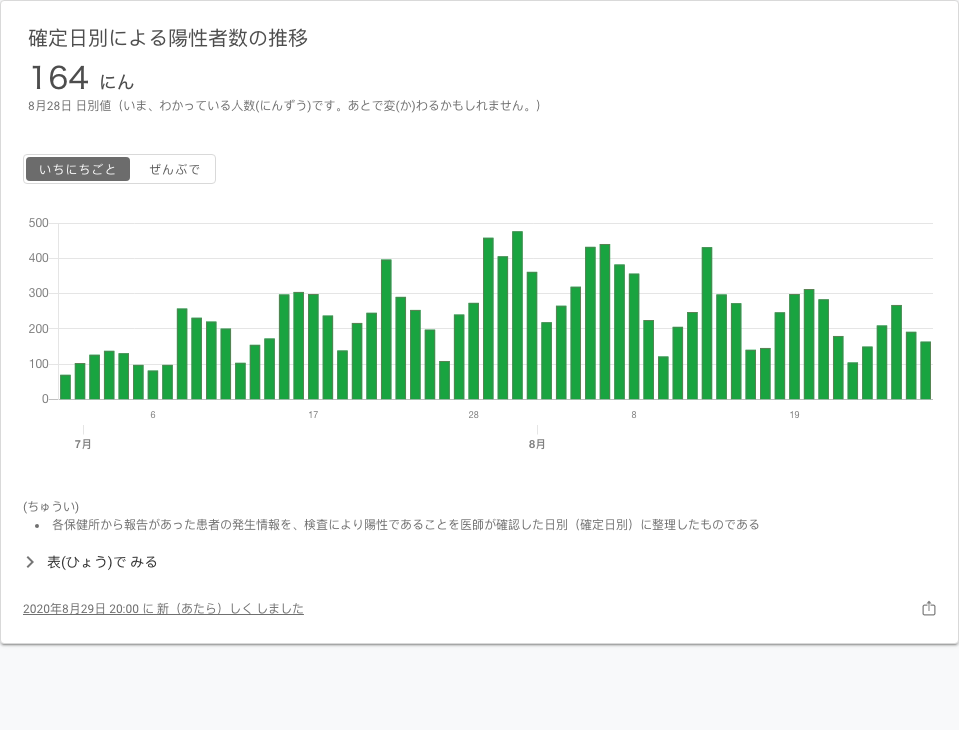 確定日別による陽性者数の推移
164 にん
8月28日 日別値（いま、わかっている人数(にんずう)です。あとで変(か)わるかもしれません。）
いちにちごと ぜんぶで
500
400
300
200
100
0
6 17 28 8 19
7月 8月
(ちゅうい)
• 各保健所から報告があった患者の発生情報を、検査により陽性であることを医師が確認した日別（確定日別）に整理したものである
表(ひょう)で みる
2020年8月29日 20:00 に 新（あたら）しく しました